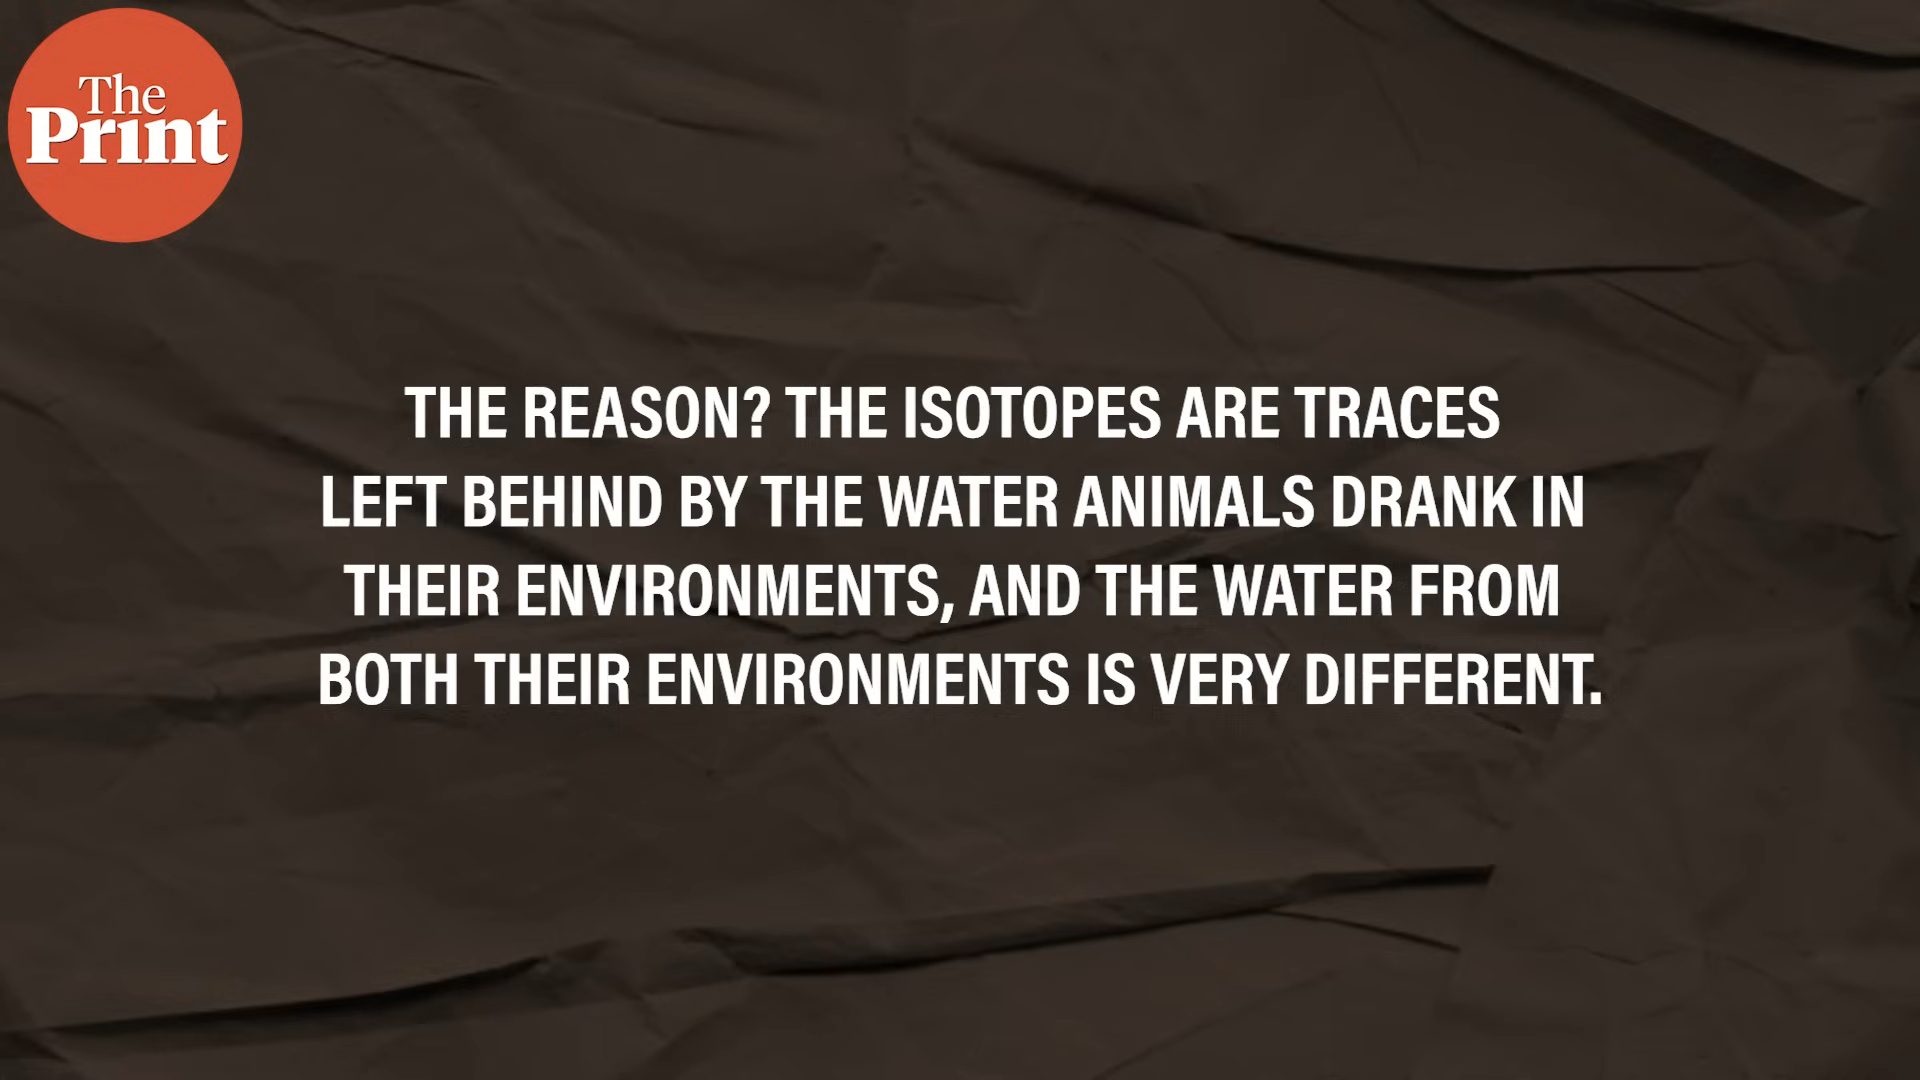 The
Print
THE REASON? THE ISOTOPES ARE TRACES
LEFT BEHIND BY THE WATER ANIMALS DRANK IN
THEIR ENVIRONMENTS, AND THE WATER FROM
BOTH THEIR ENVIRONMENTS IS VERY DIFFERENT.